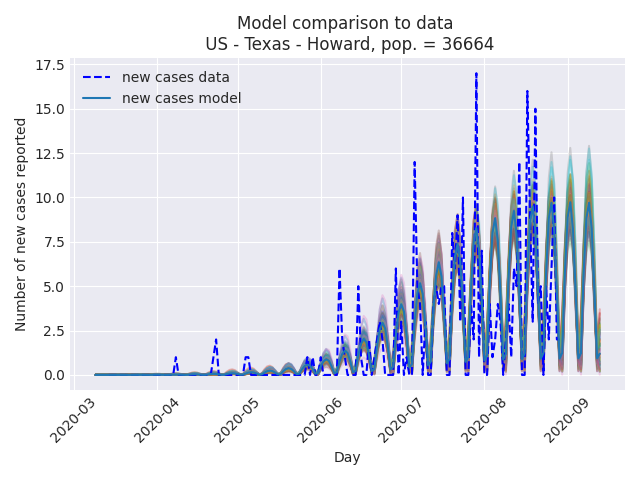 Model comparison to data
US - Texas - Howard, pop. = 36664
new cases data
new cases model
Number of new cases reported
17.5
15.0
12.5
10.0
7.5
5.0
2.5
0.0
2020-03
2020-04
2020-05
2020-06
2020-07
2020-08
2020-09
Day